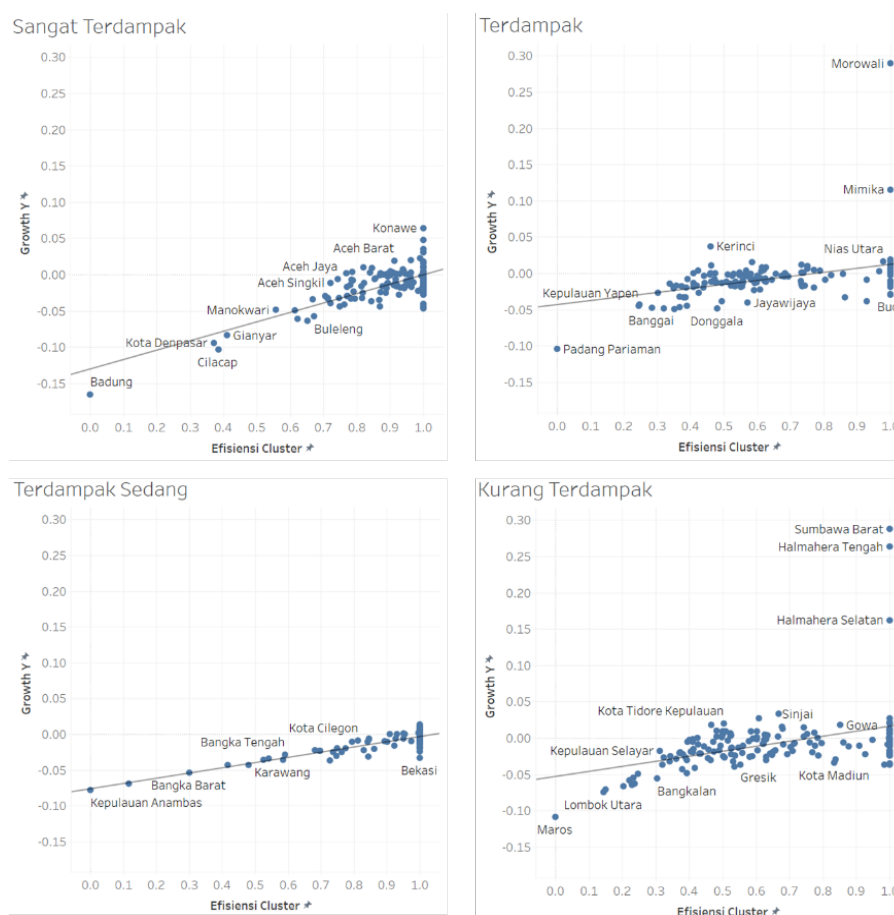 Sangat Terdampak
0.30
0.25
0.20
0.15
0.10
0.05
0.00
-0.05
-0.10
-0.15
Growth Y
Konawe
Aceh Barat
Aceh Jaya
Aceh Singkil
Manokwari
Buleleng
Gianyar
Kota Denpasar
Cilacap
Badung
0.0 0.1 0.2 0.3 0.4 0.5 0.6 0.7 0.8 0.9 1.0
Efisiensi Cluster
Terdampak
0.30
0.25
0.20
0.15
0.10
0.05
0.00
-0.05
-0.10
-0.15
Growth Y
Morowali
Mimika
Kerinci
Nias Utara
Kepulauan Yapen
Jayawijaya
Banggai
Donggala
Padang Pariaman
0.0 0.1 0.2 0.3 0.4 0.5 0.6 0.7 0.8 0.9
Efisiensi Cluster
Terdampak Sedang
0.30
0.25
0.20
0.15
0.10
0.05
0.00
-0.05
-0.10
-0.15
Growth Y
Kota Cilegon
Bangka Tengah
Karawang
Bekasi
Bangka Barat
Kepulauan Anambas
0.0 0.1 0.2 0.3 0.4 0.5 0.6 0.7 0.8 0.9 1.0
Efisiensi Cluster
Kurang Terdampak
0.30
0.25
0.20
0.15
0.10
0.05
0.00
-0.05
-0.10
-0.15
Growth Y
Sumbawa Barat
Halmahera Tengah
Halmahera Selatan
Kota Tidore Kepulauan
Sinjai
Gowa
Kepulauan Selayar
Gresik
Kota Madiun
Bangkalan
Lombok Utara
Maros
0.0 0.1 0.2 0.3 0.4 0.5 0.6 0.7 0.8 0.9 1.0
Efisiensi Cluster